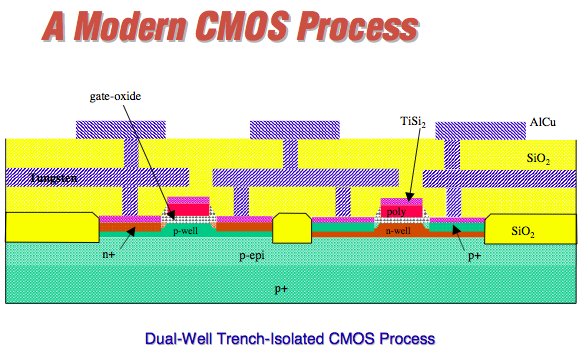 A Modern CMOS Process
gate-oxide
TiSi2
AlCu
SiO2
Tungsten
poly
p-well
n-well
SiO2
n+
p-epi
p+
p+
Dual-Well Trench-Isolated CMOS Process